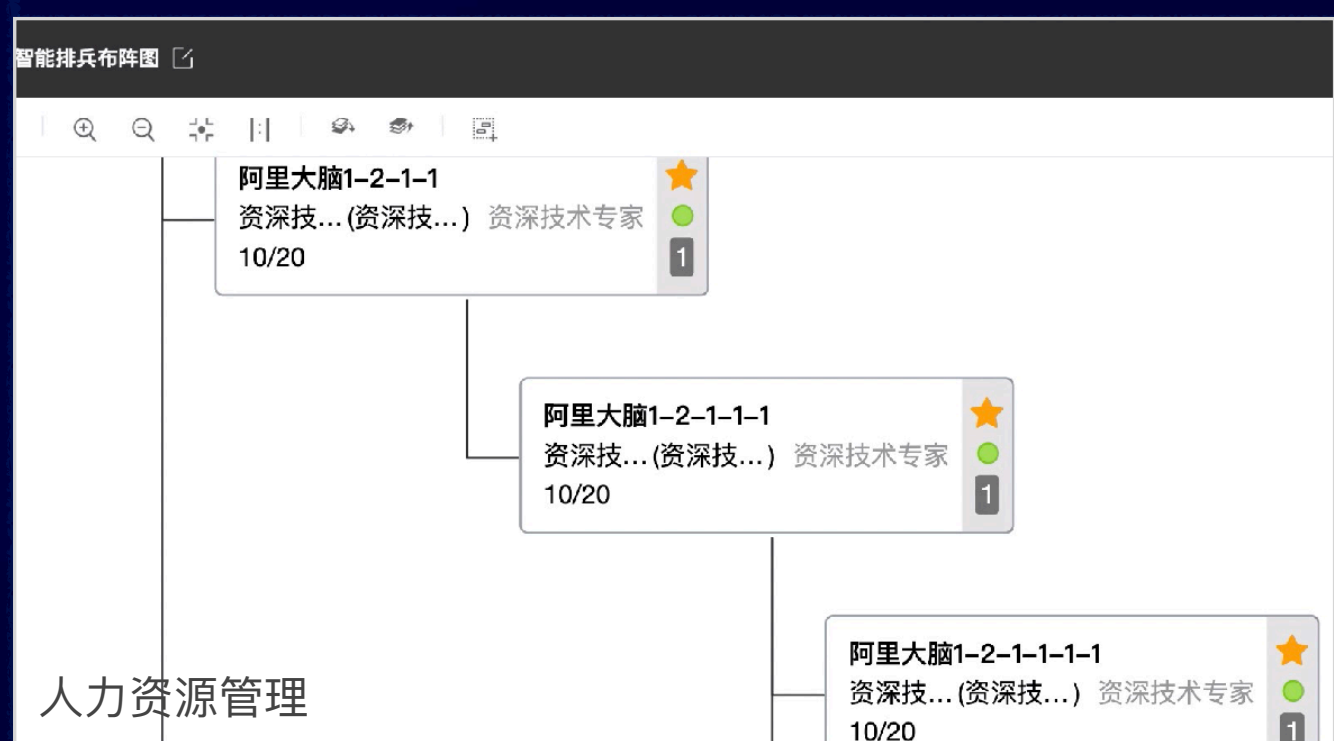 智能排兵布阵图
阿里大脑1-2-1-1
资深技...(资深技...) 资深技术专家
10/20
1
阿里大脑1-2-1-1-1
资深技...(资深技...) 资深技术专家
10/20
1
阿里大脑1-2-1-1-1-1
资深技...(资深技...) 资深技术专家
10/20
1
人力资源管理